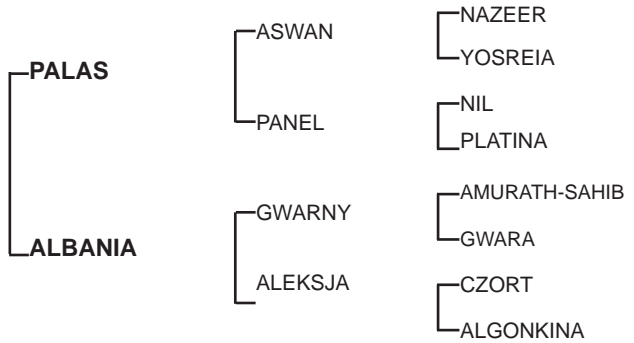 NAZEER
ASWAN
YOSREIA
PALAS
NIL
PANEL
PLATINA
AMURATH-SAHIB
GWARNY
GWARA
ALBANIA
CZORT
ALEKSJA
ALGONKINA